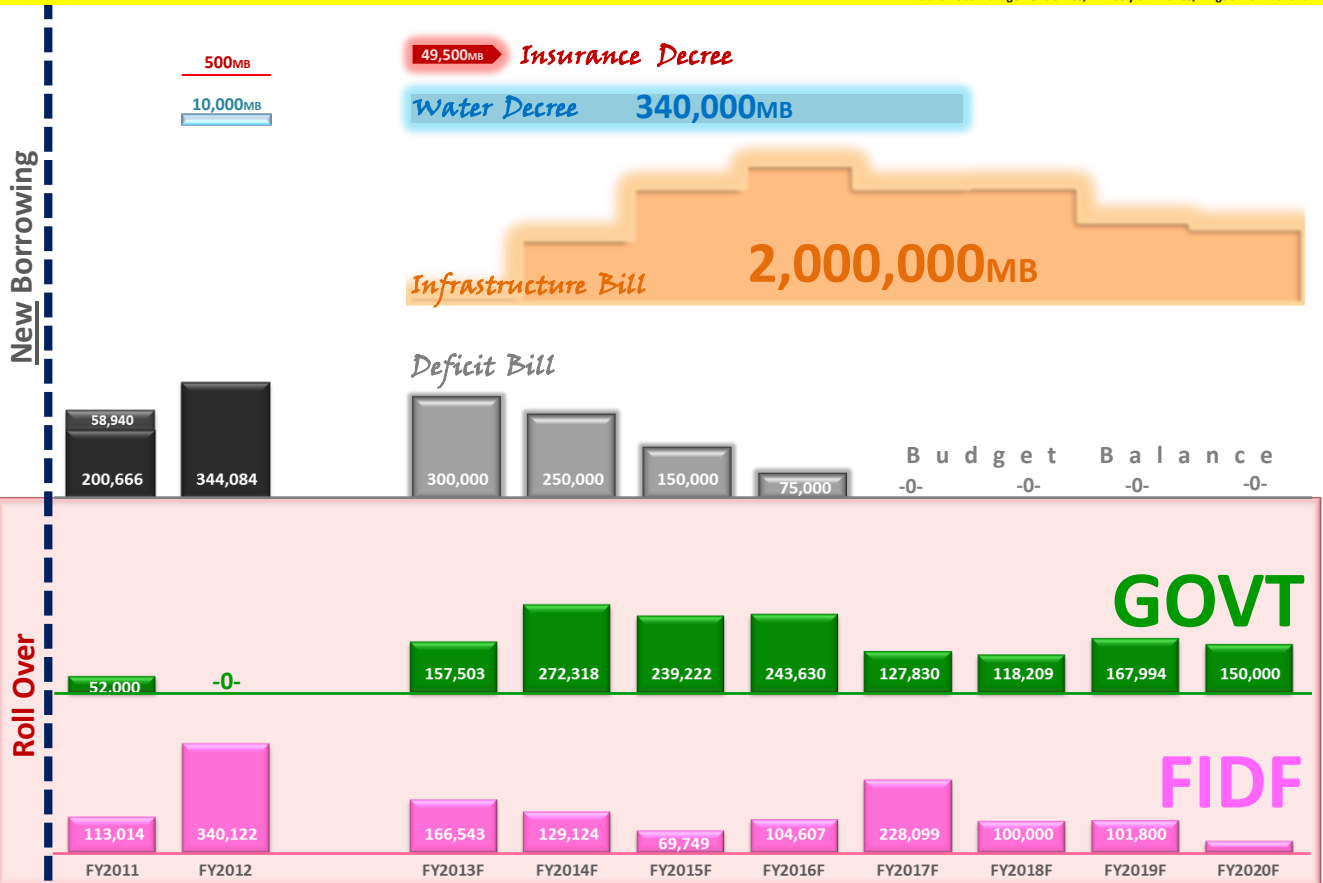 500MB
49,500MB Insurance Decree
10,000MB
Water Decree 340,000MB
New Borrowing
Infrastructure Bill 2,000,000MB
Deficit Bill
58,940
200,666 344,084 300,000 250,000 150,000 75,000
Budget Balance
-0- -0- -0- -0-
Roll Over
GOVT
52,000 -0- 157,503 272,318 239,222 243,630 127,830 118,209 167,994 150,000
FIDF
113,014 340,122 166,543 129,124 69,749 104,607 228,099 100,000 101,800
FY2011 FY2012 FY2013F FY2014F FY2015F FY2016F FY2017F FY2018F FY2019F FY2020F